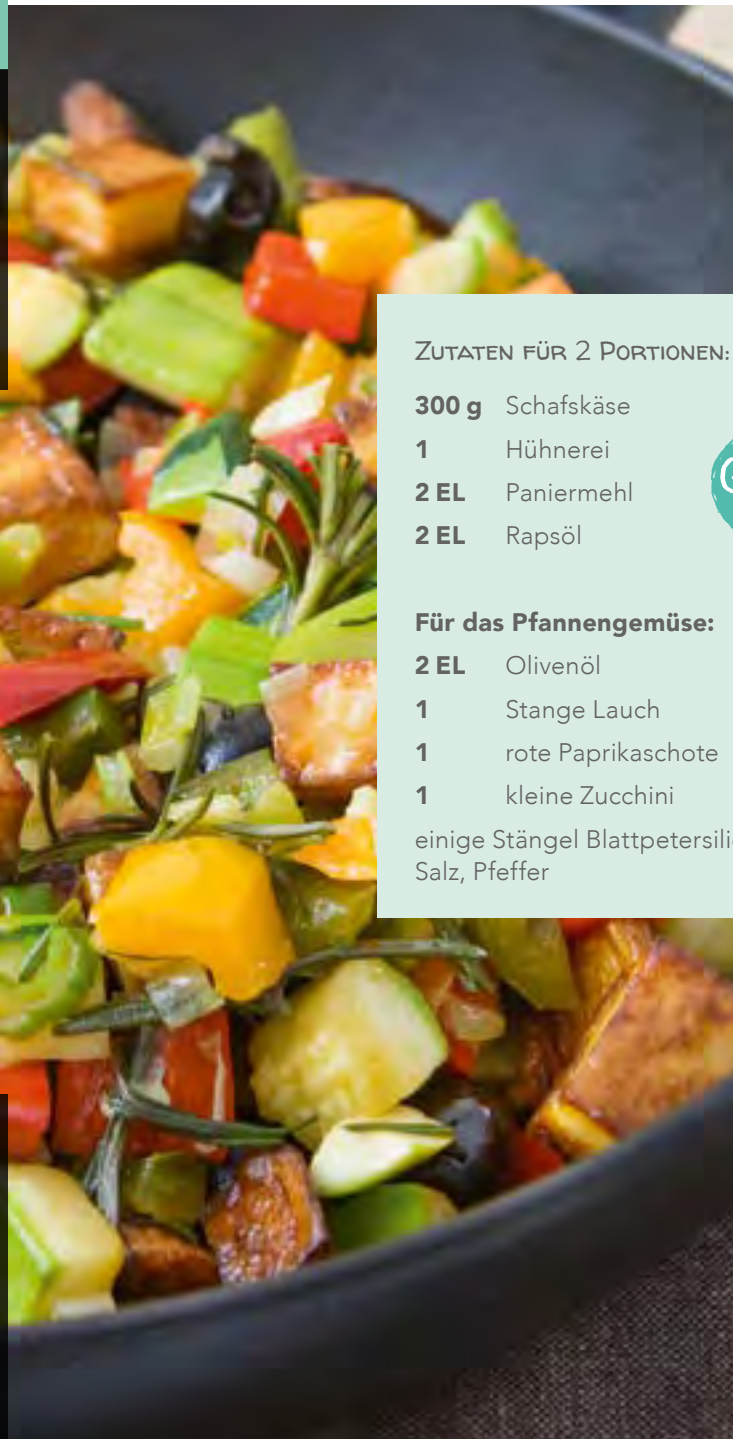 Zutaten für 2 Portionen:
300 g Schafskäse
1 Hühnerei
2 EL Paniermehl
2 EL Rapsöl
Für das Pfannengemüse:
2 EL Olivenöl
1 Stange Lauch
1 rote Paprikaschote
1 kleine Zucchini
einige Stängel
Salz, Pfeffer